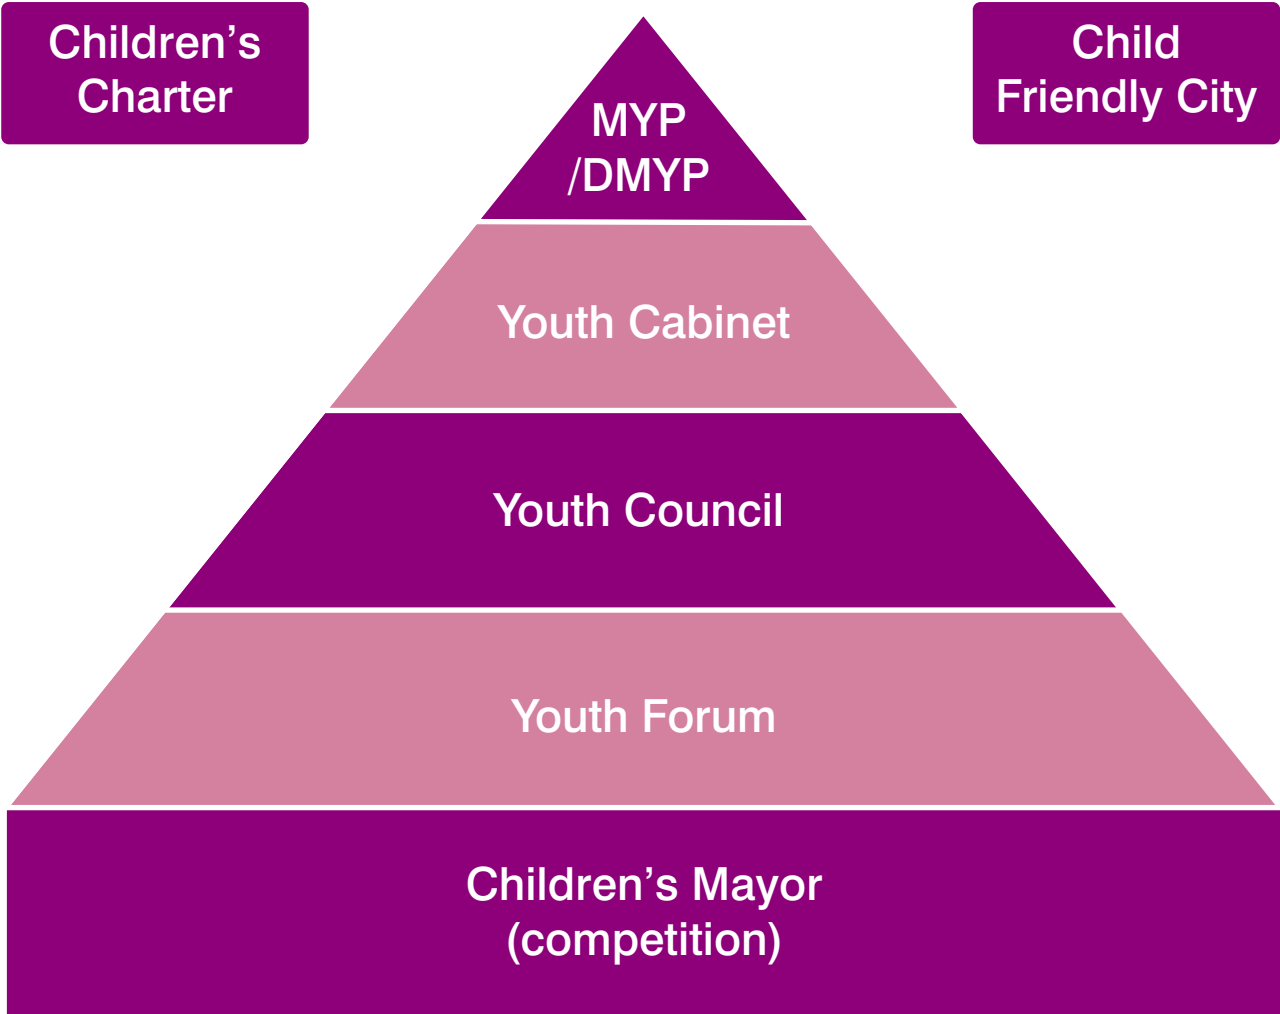 Children’s
Charter
Child
Friendly City
MYP
/DMYP
Youth Cabinet
Youth Council
Youth Forum
Children’s Mayor
(competition)